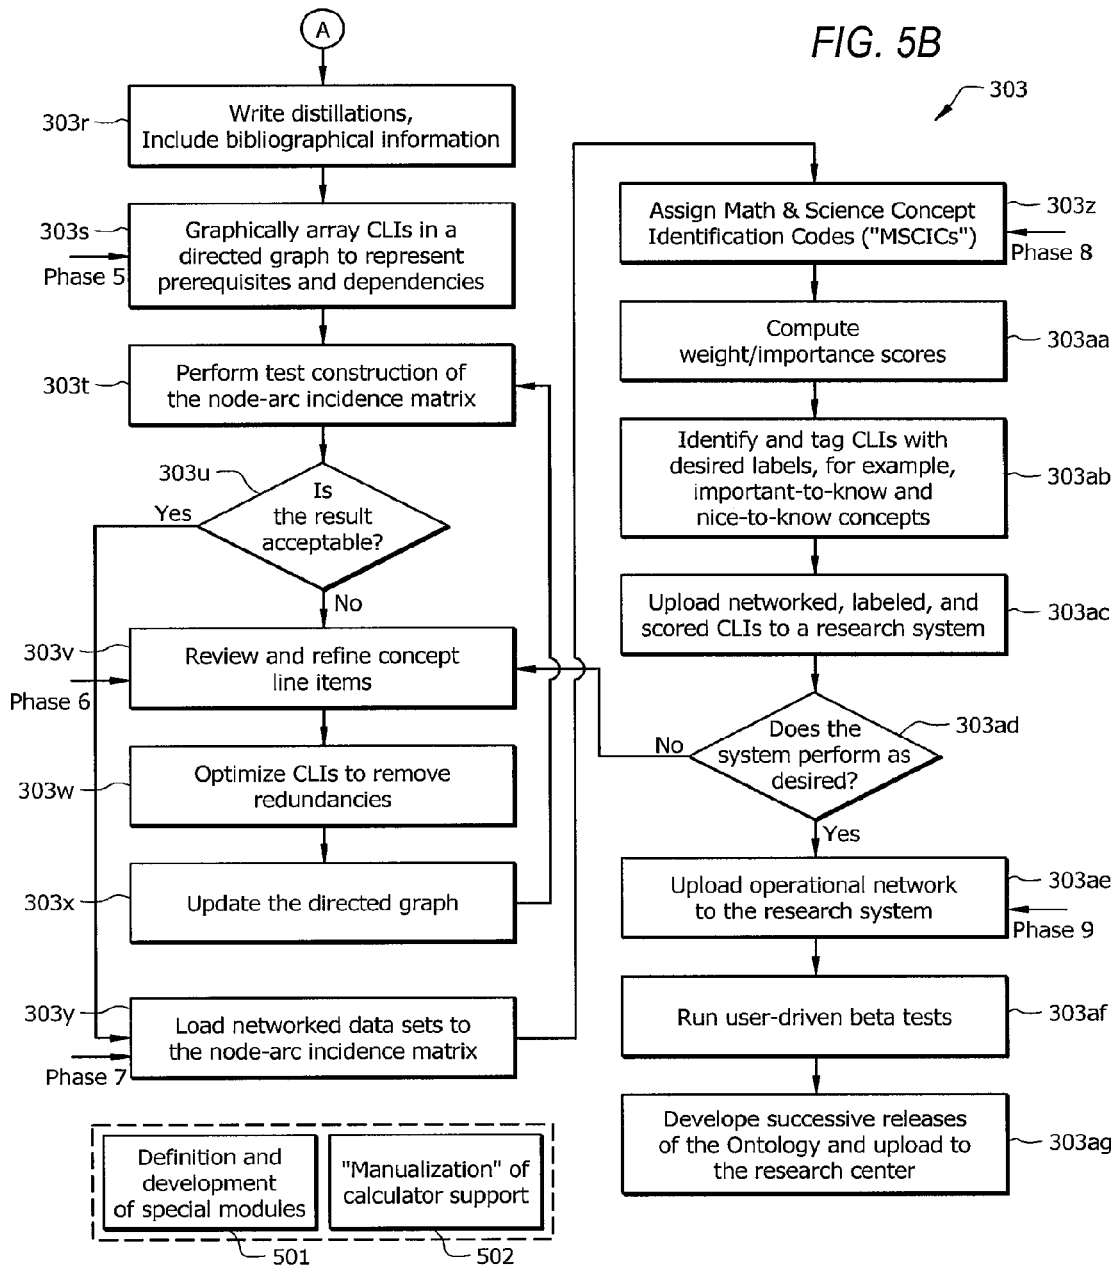 A
FIG. 5B
303
303r
Write distillations,
Include bibliographical information
303s
Phase 5
Graphically array CLIs in a
directed graph to represent
prerequisites and dependencies
303t
Perform test construction of
the node-arc incidence matrix
303u
Is
the result
acceptable?
Yes
No
303v
Phase 6
Review and refine concept
line items
303w
Optimize CLIs to remove
redundancies
303x
Update the directed graph
303y
Phase 7
Load networked data sets to
the node-arc incidence matrix
Definition and
development
of special modules
501
"Manualization" of
calculator support
502
Assign Math & Science Concept
Identification Codes ("MSCICs")
303z
Phase 8
Compute
weight/importance scores
303aa
Identify and tag CLIs with
desired labels, for example,
important-to-know and
nice-to-know concepts
303ab
Upload networked, labeled, and
scored CLIs to a research system
303ac
Does the
system perform as
desired?
303ad
No
Yes
Upload operational network
to the research system
303ae
Phase 9
Run user-driven beta tests
303af
Develope successive releases
of the Ontology and upload to
the research center
303ag